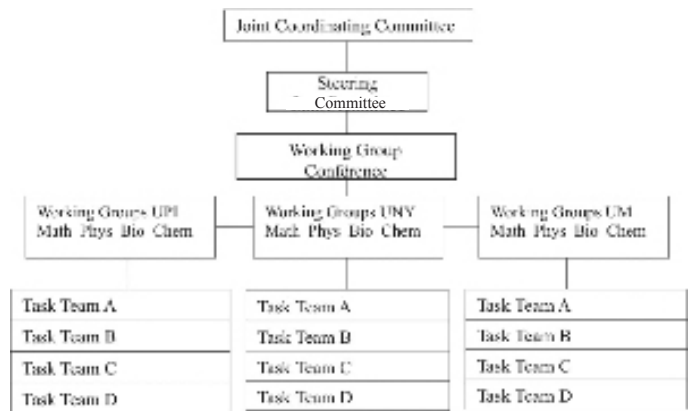 Joint Coordinating Committee
Steering
Committee
Working Group
Conference
Working Groups UPI
Math Phys Bio Chem
Working Groups UNY
Math Phys Bio Chem
Working Groups UM
Math Phys Bio Chem
Task Team A
Task Team B
Task Team C
Task Team D
Task Team A
Task Team B
Task Team C
Task Team D
Task Team A
Task Team B
Task Team C
Task Team D